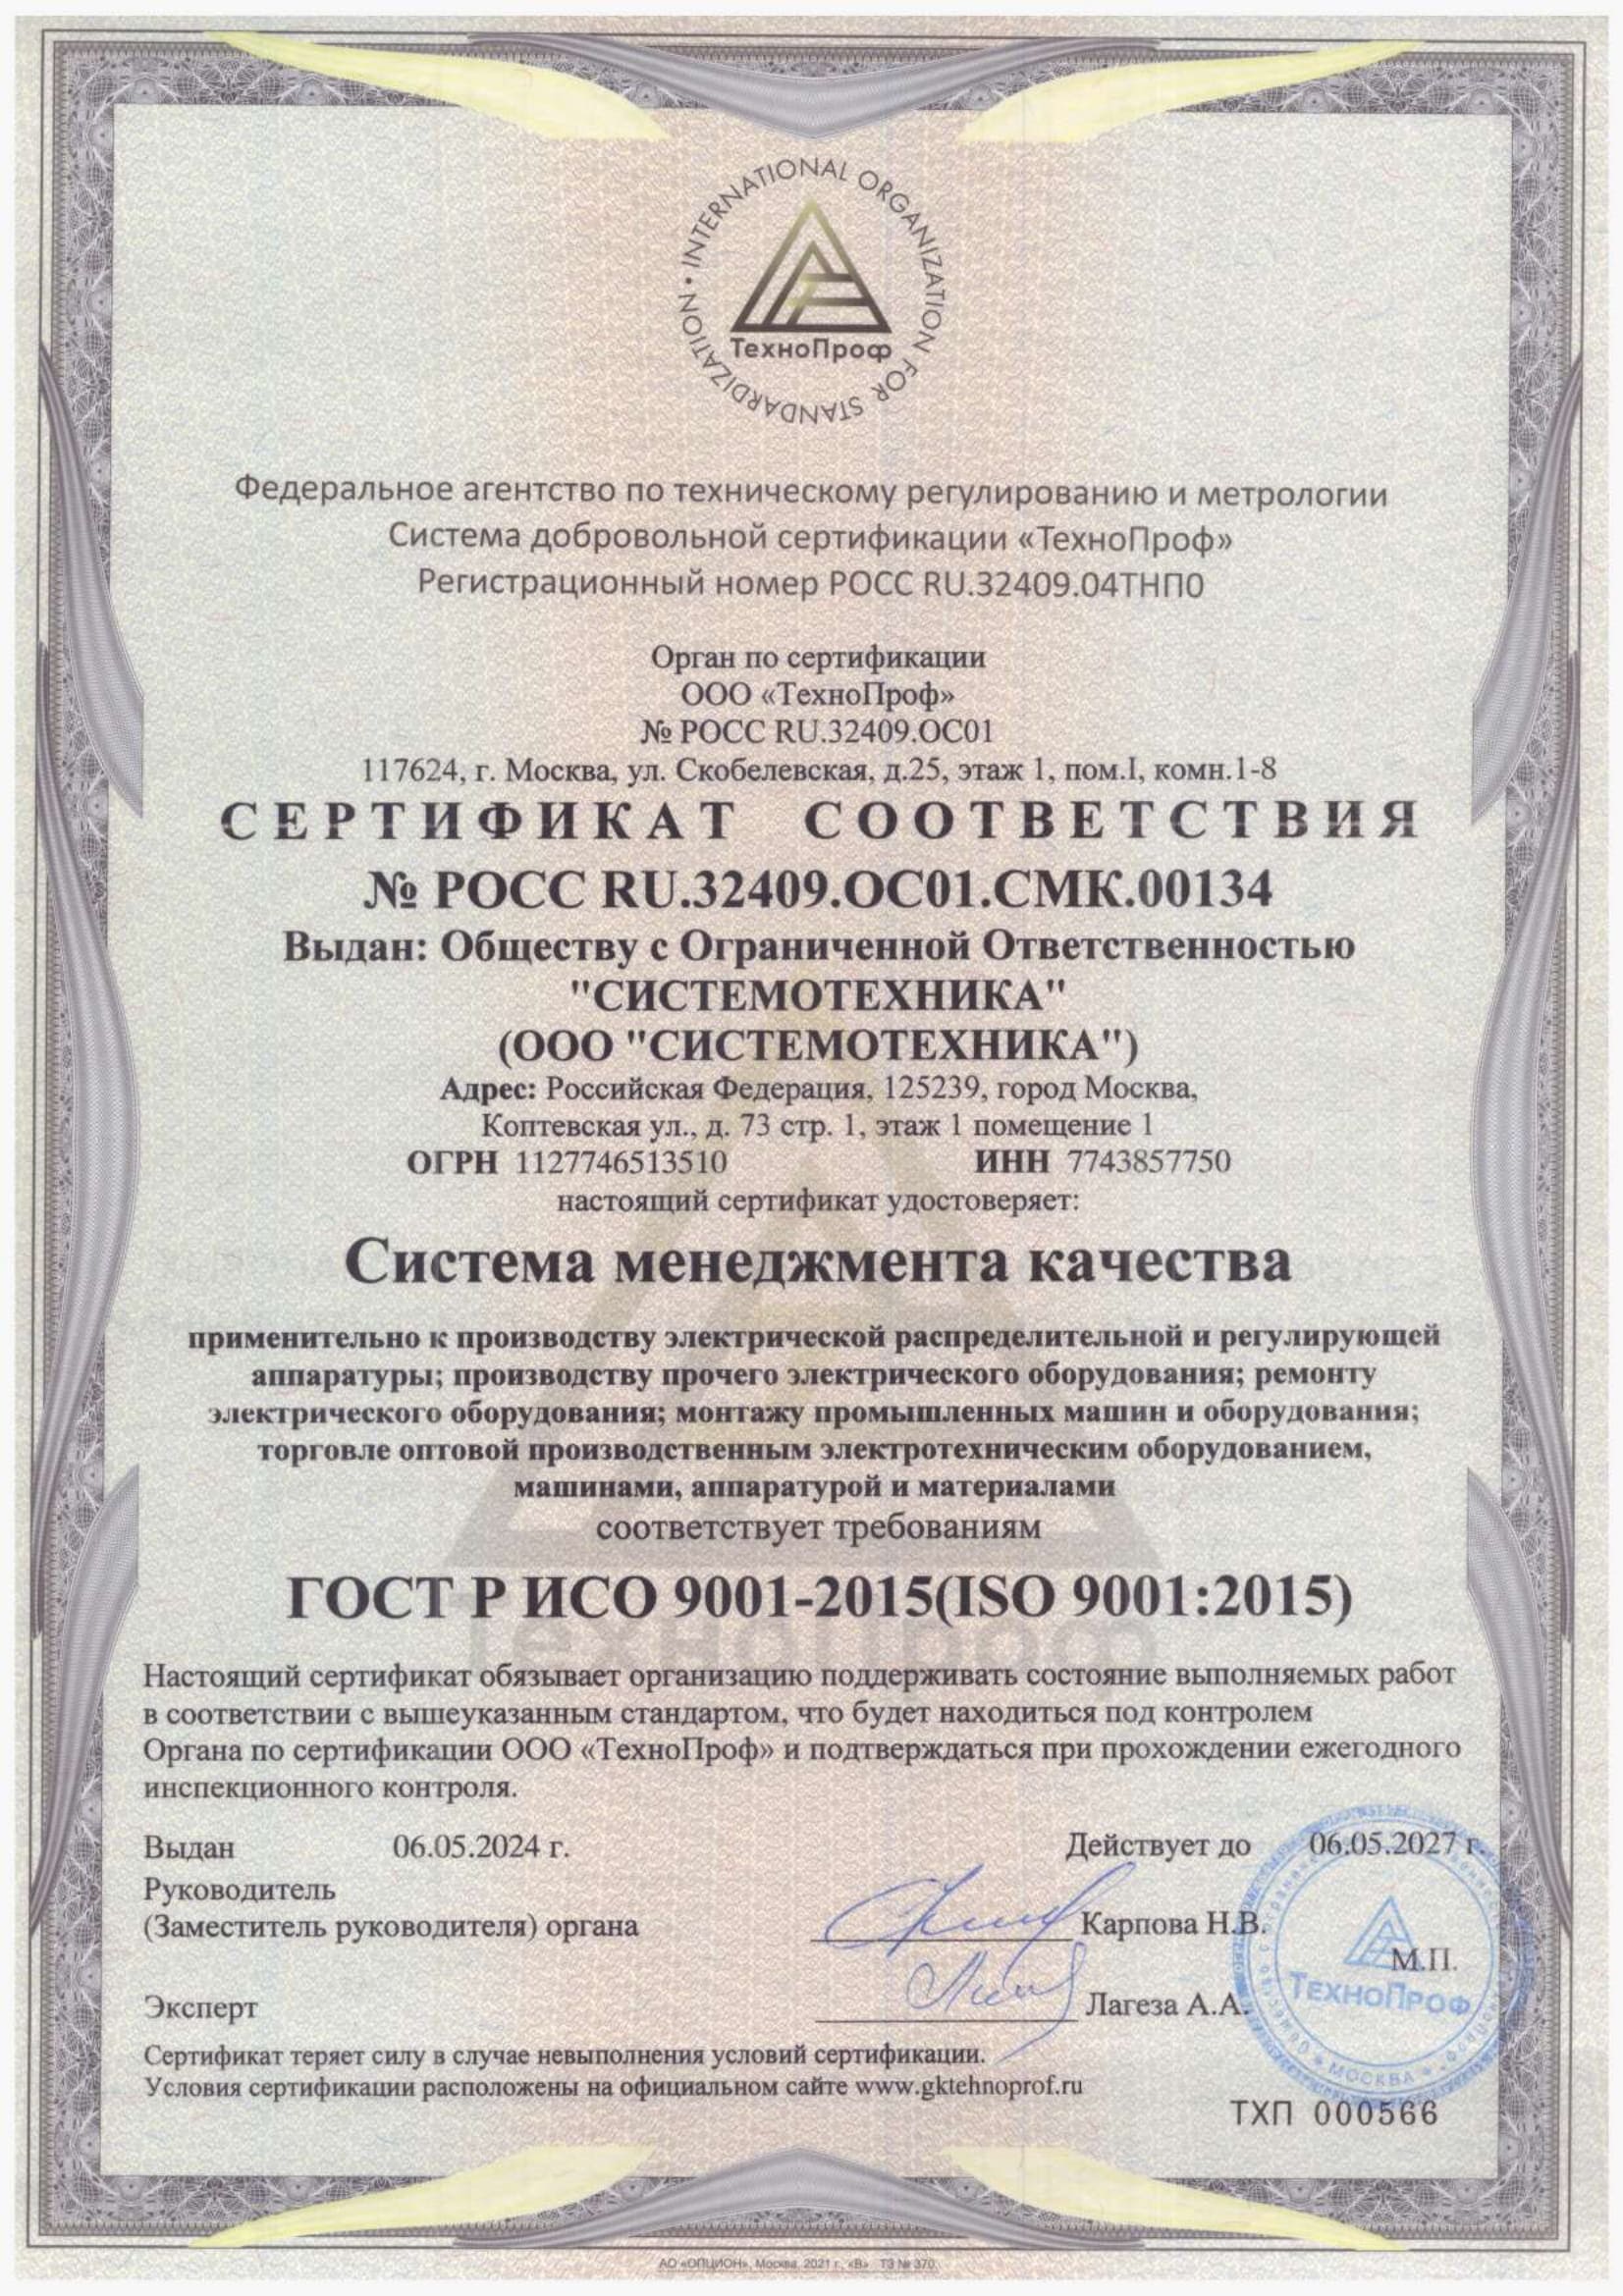 INTERNATIONAL ORGANIZATION FOR STANDARDIZATION •
ТехноПроф
Федеральное агентство по техническому регулированию и метрологии
Система добровольной сертификации «ТехноПроф»
Регистрационный номер РОСС RU.32409.04ТНП0
Орган по сертификации
ООО «ТехноПроф»
№ РОСС RU.32409.ОС01
117624, г. Москва, ул. Скобелевская, д.25, этаж 1, пом.I, комн.1-8
СЕРТИФИКАТ СООТВЕТСТВИЯ
№ РОСС RU.32409.ОС01.СМК.00134
Выдан: Обществу с Ограниченной Ответственностью
"СИСТЕМОТЕХНИКА"
(ООО "СИСТЕМОТЕХНИКА")
Адрес: Российская Федерация, 125239, город Москва,
Коптевская ул., д. 73 стр. 1, этаж 1 помещение 1
ОГРН 1127746513510 ИНН 7743857750
настоящий сертификат удостоверяет:
Система менеджмента качества
применительно к производству электрической распределительной и регулирующей
аппаратуры; производству прочего электрического оборудования; ремонту
электрического оборудования; монтажу промышленных машин и оборудования;
торговле оптовой производственным электротехническим оборудованием,
машинами, аппаратурой и материалами
соответствует требованиям
ГОСТ Р ИСО 9001-2015(ISO 9001:2015)
ТехноПроф
Настоящий сертификат обязывает организацию поддерживать состояние выполняемых работ
в соответствии с вышеуказанным стандартом, что будет находиться под контролем
Органа по сертификации ООО «ТехноПроф» и подтверждаться при прохождении ежегодного
инспекционного контроля.
Выдан 06.05.2024 г. Действует до 06.05.2027 г.
Руководитель
(Заместитель руководителя) органа Карпова Н.В.
М.П.
ТЕХНОПРОФ
Эксперт Лагеза А.А.
МОСКВА
Сертификат теряет силу в случае невыполнения условий сертификации.
Условия сертификации расположены на официальном сайте www.gktehnoprof.ru
ТХП 000566
АО «ОПЦИОН», Москва, 2021 г., «В». ТЗ № 370.